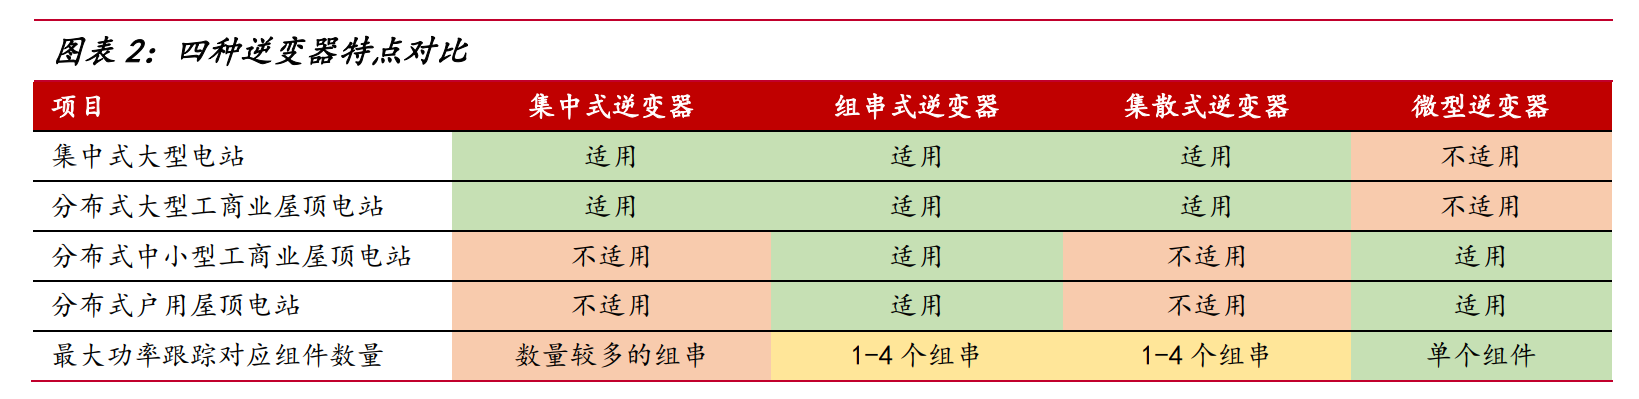 图表 2：四种逆变器特点对比
项目 集中式逆变器 组串式逆变器 集散式逆变器 微型逆变器
集中式大型电站 适用 适用 适用 不适用
分布式大型工商业屋顶电站 适用 适用 适用 不适用
分布式中小型工商业屋顶电站 不适用 适用 不适用 适用
分布式户用屋顶电站 不适用 适用 不适用 适用
最大功率跟踪对应组件数量 数量较多的组串 1-4 个组串 1-4 个组串 单个组件